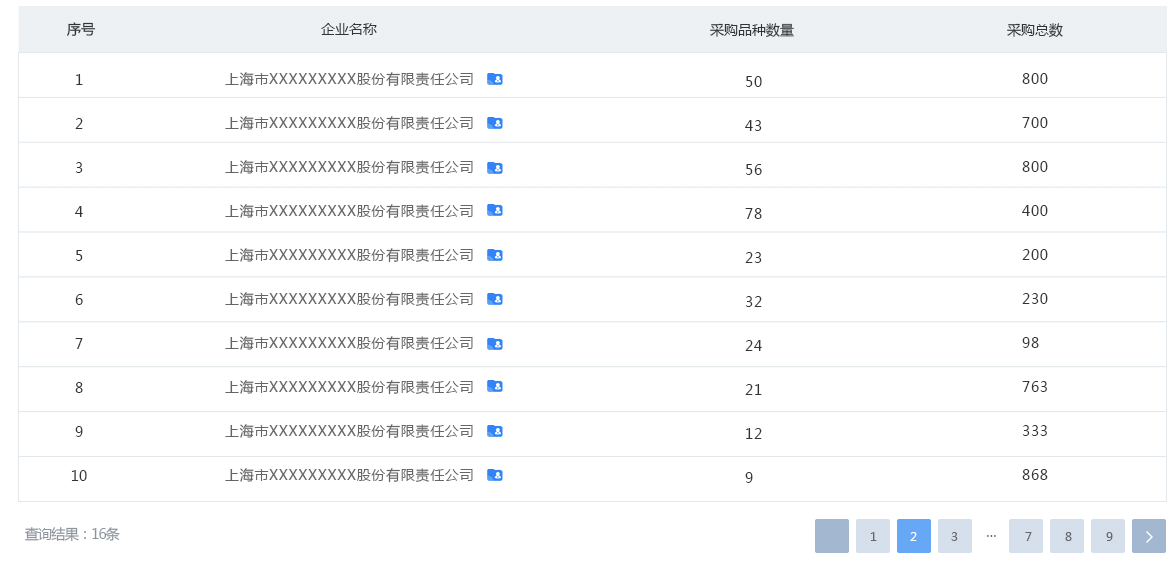 序号 企业名称 采购品种数量 采购总数
1 上海市XXXXXXXXX股份有限责任公司 50 800
2 上海市XXXXXXXXX股份有限责任公司 43 700
3 上海市XXXXXXXXX股份有限责任公司 56 800
4 上海市XXXXXXXXX股份有限责任公司 78 400
5 上海市XXXXXXXXX股份有限责任公司 23 200
6 上海市XXXXXXXXX股份有限责任公司 32 230
7 上海市XXXXXXXXX股份有限责任公司 24 98
8 上海市XXXXXXXXX股份有限责任公司 21 763
9 上海市XXXXXXXXX股份有限责任公司 12 333
10 上海市XXXXXXXXX股份有限责任公司 9 868
查询结果：16条 1 2 3 ··· 7 8 9